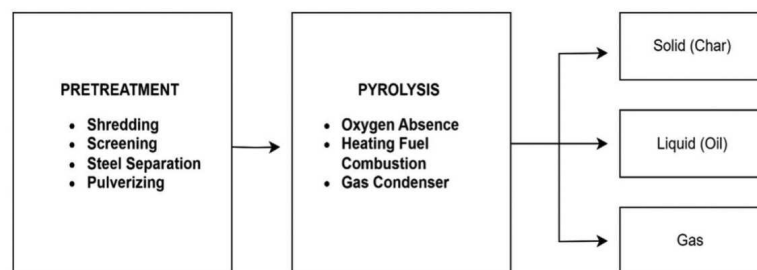 PRETREATMENT
• Shredding
• Screening
• Steel Separation
• Pulverizing
PYROLYSIS
• Oxygen Absence
• Heating Fuel
Combustion
• Gas Condenser
Solid (Char)
Liquid (Oil)
Gas